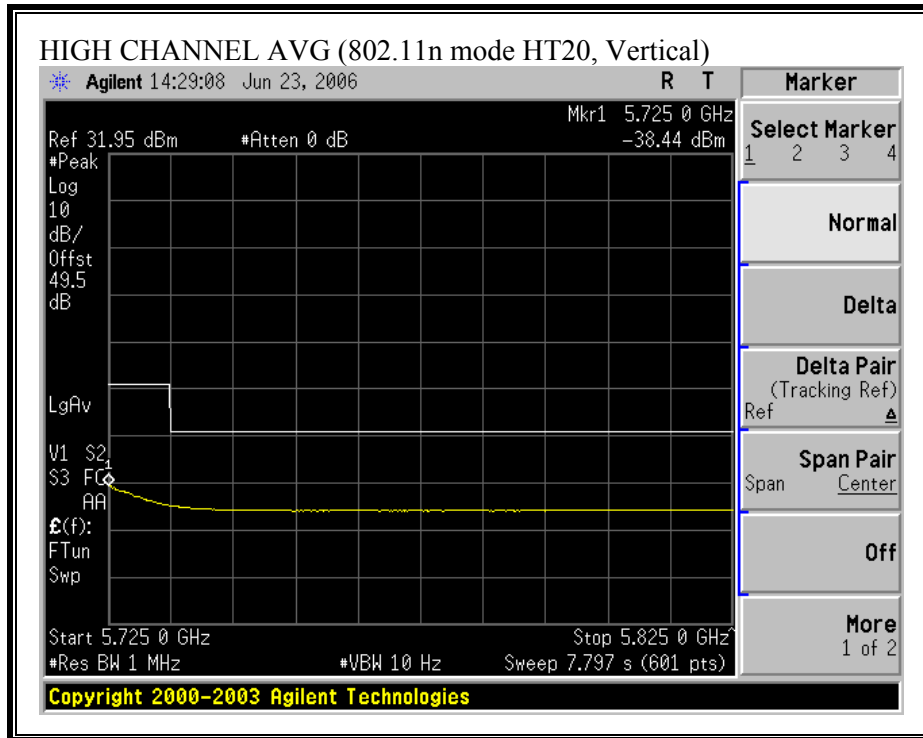 HIGH CHANNEL AVG (802.11n mode HT20, Vertical)
Agilent 14:29:08 Jun 23, 2006 R T
Mkr1 5.725 0 GHz
Ref 31.95 dBm #Atten 0 dB -38.44 dBm
#Peak
Log
10
dB/
Offst
49.5
dB
LgAv
V1 S2
S3 FC
AA
£(f):
FTun
Swp
1
Start 5.725 0 GHz Stop 5.825 0 GHz^
#Res BW 1 MHz #VBW 10 Hz Sweep 7.797 s (601 pts)
Copyright 2000-2003 Agilent Technologies
Marker
Select Marker
1 2 3 4
Normal
Delta
Delta Pair
(Tracking Ref)
Ref Δ
Span Pair
Span Center
Off
More
1 of 2